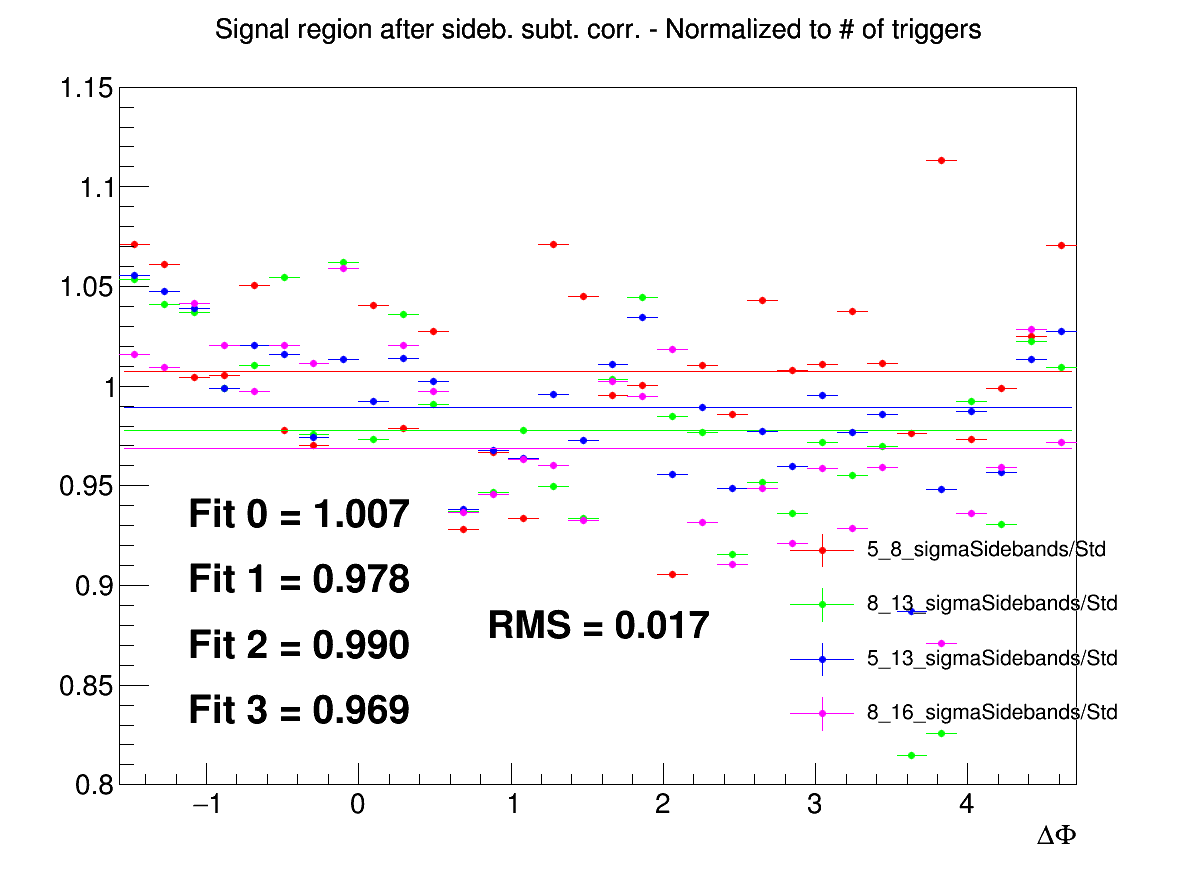 Signal region after sideb. subt. corr. - Normalized to # of triggers
1.15
1.1
1.05
1
0.95
0.9
0.85
0.8
Fit 0 = 1.007
Fit 1 = 0.978
Fit 2 = 0.990
Fit 3 = 0.969
RMS = 0.017
5_8_sigmaSidebands/Std
8_13_sigmaSidebands/Std
5_13_sigmaSidebands/Std
8_16_sigmaSidebands/Std
−1 0 1 2 3 4
ΔΦ